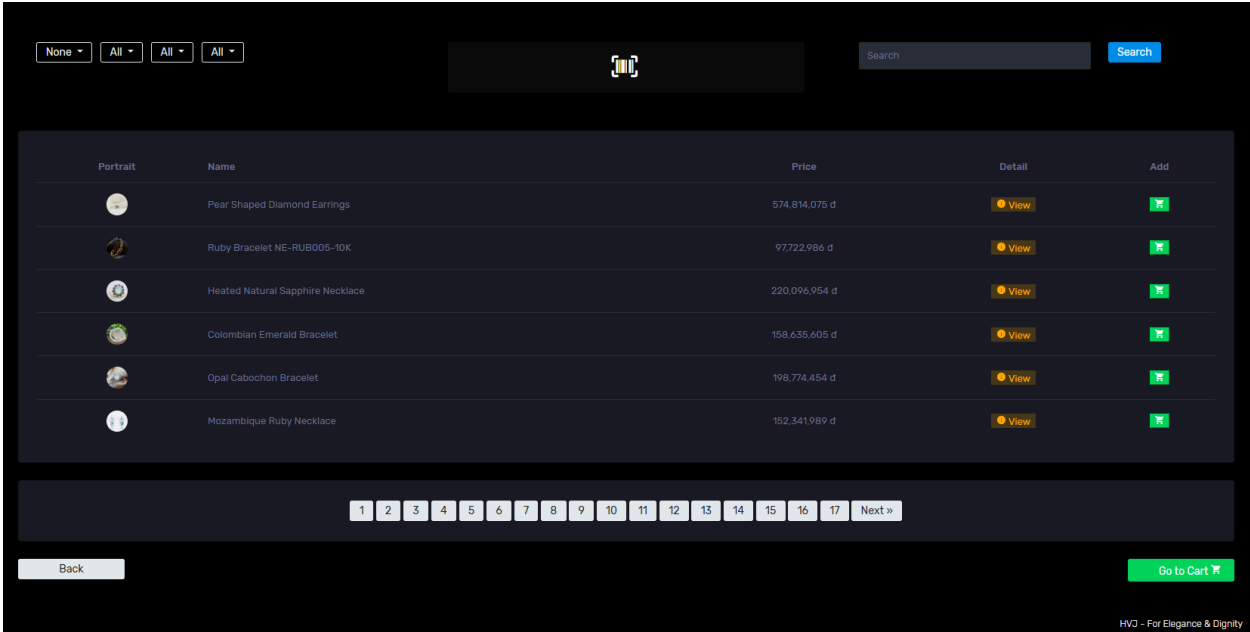 None All All All Search Search
Portrait Name Price Detail Add
Pear Shaped Diamond Earrings 574,814,075 đ View
Ruby Bracelet NE-RUB005-10K 97,722,986 đ View
Heated Natural Sapphire Necklace 220,096,954 đ View
Colombian Emerald Bracelet 158,635,605 đ View
Opal Cabochon Bracelet 198,774,454 đ View
Mozambique Ruby Necklace 152,341,989 đ View
1 2 3 4 5 6 7 8 9 10 11 12 13 14 15 16 17 Next »
Back Go to Cart
HVJ - For Elegance & Dignity